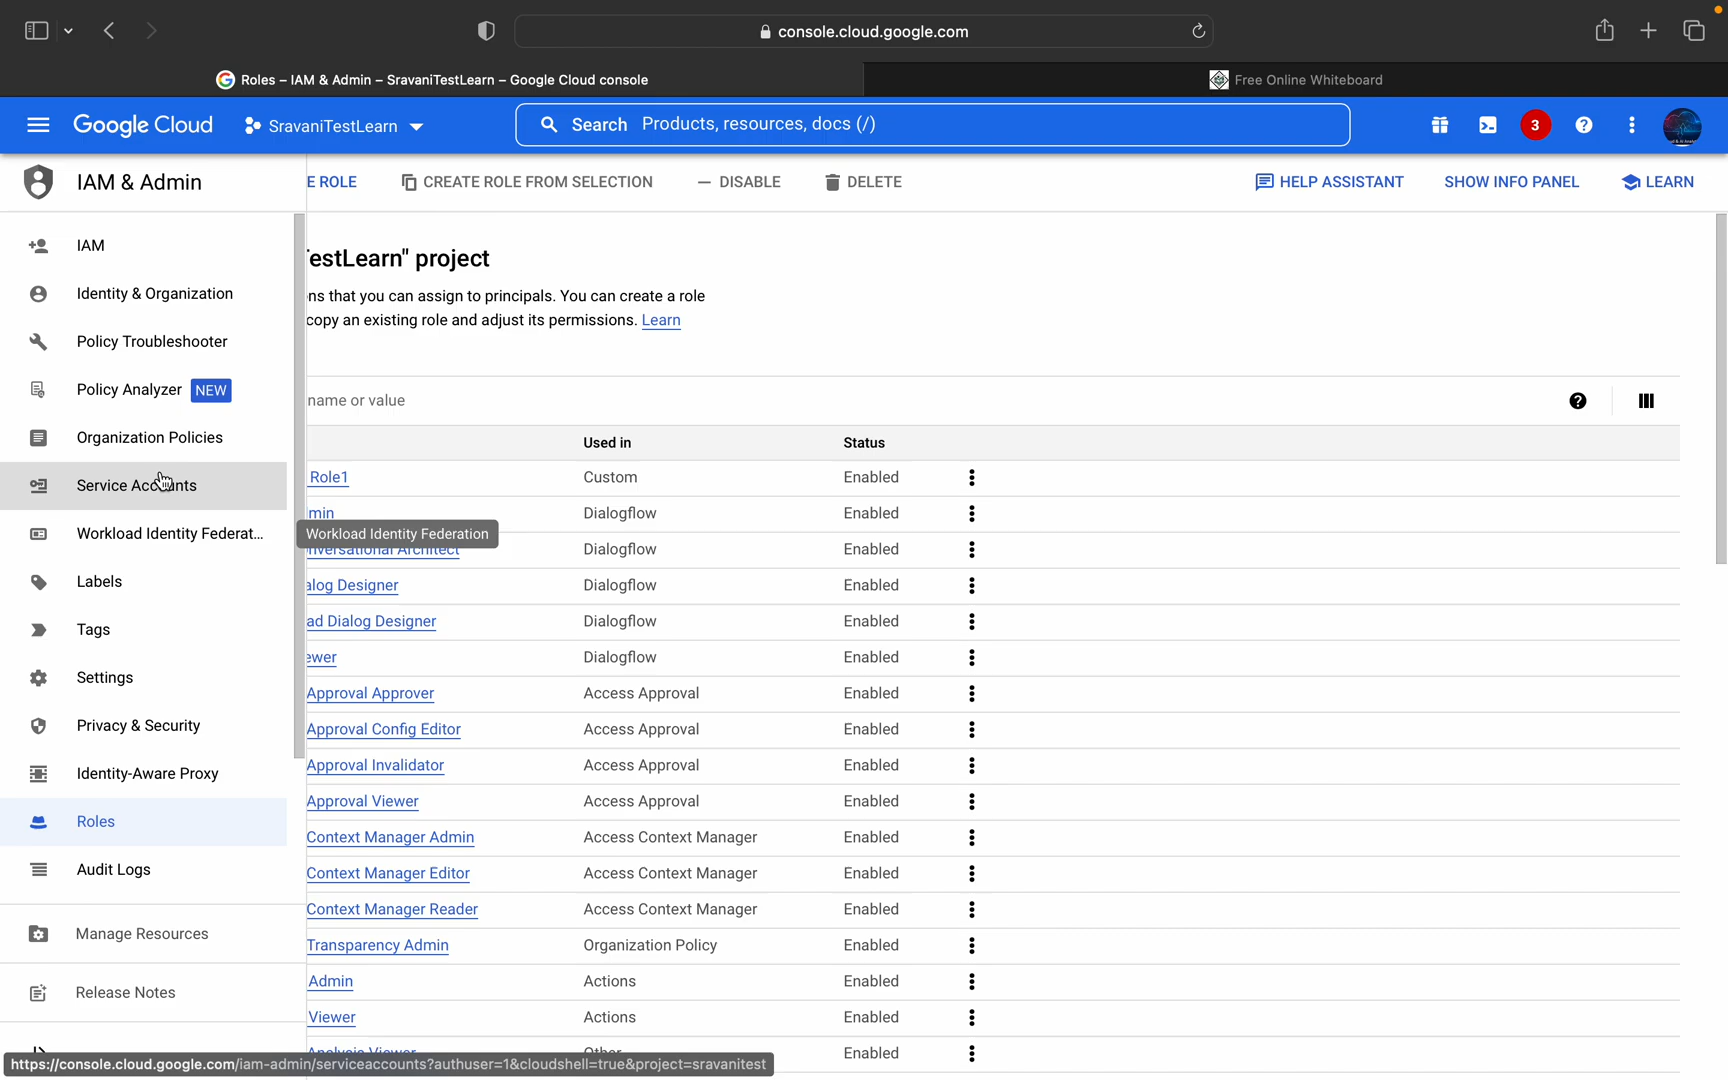 console.cloud.google.com
Roles – IAM & Admin – SravaniTestLearn – Google Cloud console
Free Online Whiteboard
Google Cloud
SravaniTestLearn
Search Products, resources, docs (/)
3
IAM & Admin
E ROLE
CREATE ROLE FROM SELECTION
DISABLE
DELETE
HELP ASSISTANT
SHOW INFO PANEL
LEARN
IAM
Identity & Organization
Policy Troubleshooter
Policy Analyzer NEW
Organization Policies
Service Accounts
Workload Identity Federat...
Labels
Tags
Settings
Privacy & Security
Identity-Aware Proxy
Roles
Audit Logs
Manage Resources
Release Notes
estLearn" project
ns that you can assign to principals. You can create a role
copy an existing role and adjust its permissions. Learn
name or value
Used in Status
Role1 Custom Enabled
min Dialogflow Enabled
Workload Identity Federation
nversational Architect Dialogflow Enabled
alog Designer Dialogflow Enabled
ad Dialog Designer Dialogflow Enabled
ewer Dialogflow Enabled
Approval Approver Access Approval Enabled
Approval Config Editor Access Approval Enabled
Approval Invalidator Access Approval Enabled
Approval Viewer Access Approval Enabled
Context Manager Admin Access Context Manager Enabled
Context Manager Editor Access Context Manager Enabled
Context Manager Reader Access Context Manager Enabled
Transparency Admin Organization Policy Enabled
Admin Actions Enabled
Viewer Actions Enabled
Analysis Viewer Other Enabled
https://console.cloud.google.com/iam-admin/serviceaccounts?authuser=1&cloudshell=true&project=sravanitest